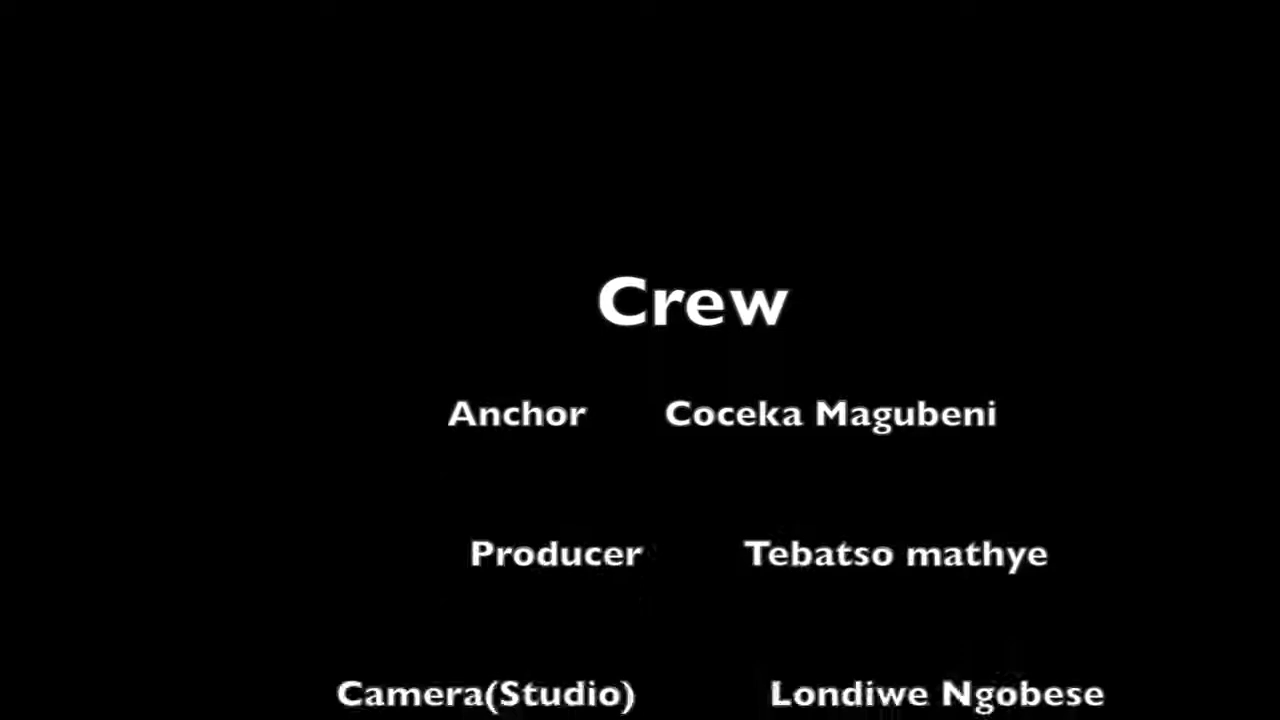 Crew
Anchor Coceka Magubeni
Producer Tebatso mathye
Camera(Studio) Londiwe Ngobese